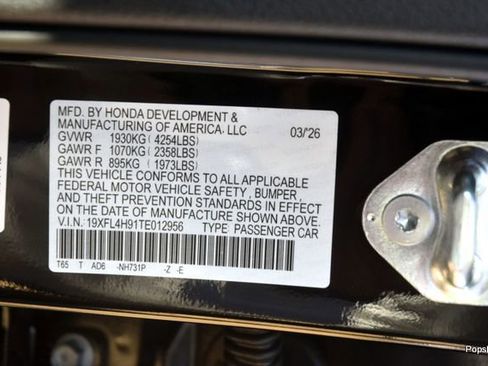 MFD. BY HONDA DEVELOPMENT &
MANUFACTURING OF AMERICA, LLC 03/'26
GVWR 1930KG ( 4254LBS)
GAWR F 1070KG ( 2358LBS)
GAWR R 895KG ( 1973LBS)
THIS VEHICLE CONFORMS TO ALL APPLICABLE
FEDERAL MOTOR VEHICLE SAFETY, BUMPER,
AND THEFT PREVENTION STANDARDS IN EFFECT
ON THE DATE OF MANUFACTURE SHOWN ABOVE.
V.I.N.: 19XFL4H91TE012956 TYPE PASSENGER CAR
T65 T AD6 -NH731P -Z -E